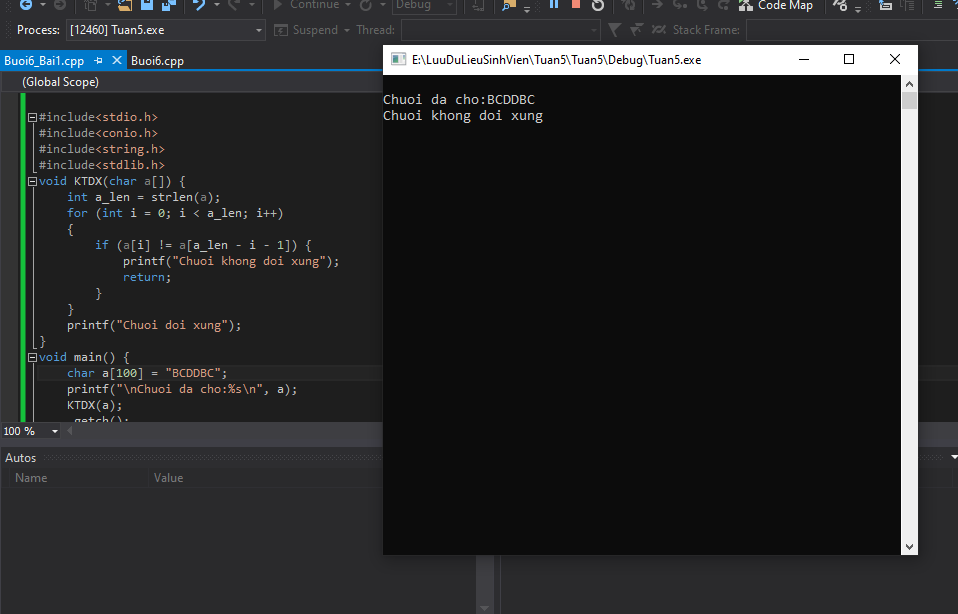 Continue
Debug
Code Map
Process: [12460] Tuan5.exe
Suspend
Thread:
Stack Frame:
Buoi6_Bai1.cpp
Buoi6.cpp
(Global Scope)
#include<stdio.h>
#include<conio.h>
#include<string.h>
#include<stdlib.h>
void KTDX(char a[]) {
int a_len = strlen(a);
for (int i = 0; i < a_len; i++)
{
if (a[i] != a[a_len - i - 1]) {
printf("Chuoi khong doi xung");
return;
}
}
printf("Chuoi doi xung");
}
void main() {
char a[100] = "BCDDBC";
printf("\nChuoi da cho:%s\n", a);
KTDX(a);
100 %
Autos
Name Value
E:\LuuDuLieuSinhVien\Tuan5\Tuan5\Debug\Tuan5.exe
Chuoi da cho:BCDDBC
Chuoi khong doi xung